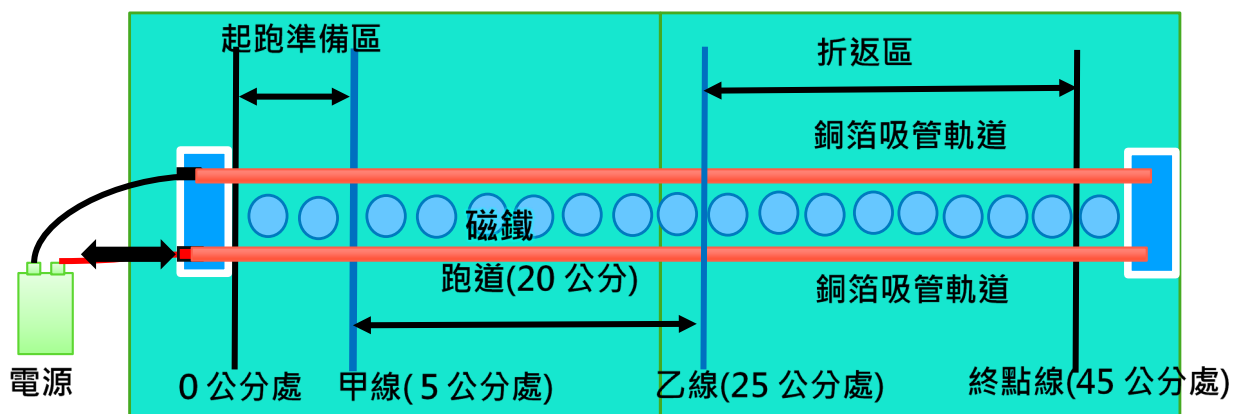 起跑準備區
折返區
銅箔吸管軌道
磁鐵
跑道(20 公分)
銅箔吸管軌道
電源
0 公分處
甲線( 5 公分處)
乙線(25 公分處)
終點線(45 公分處)